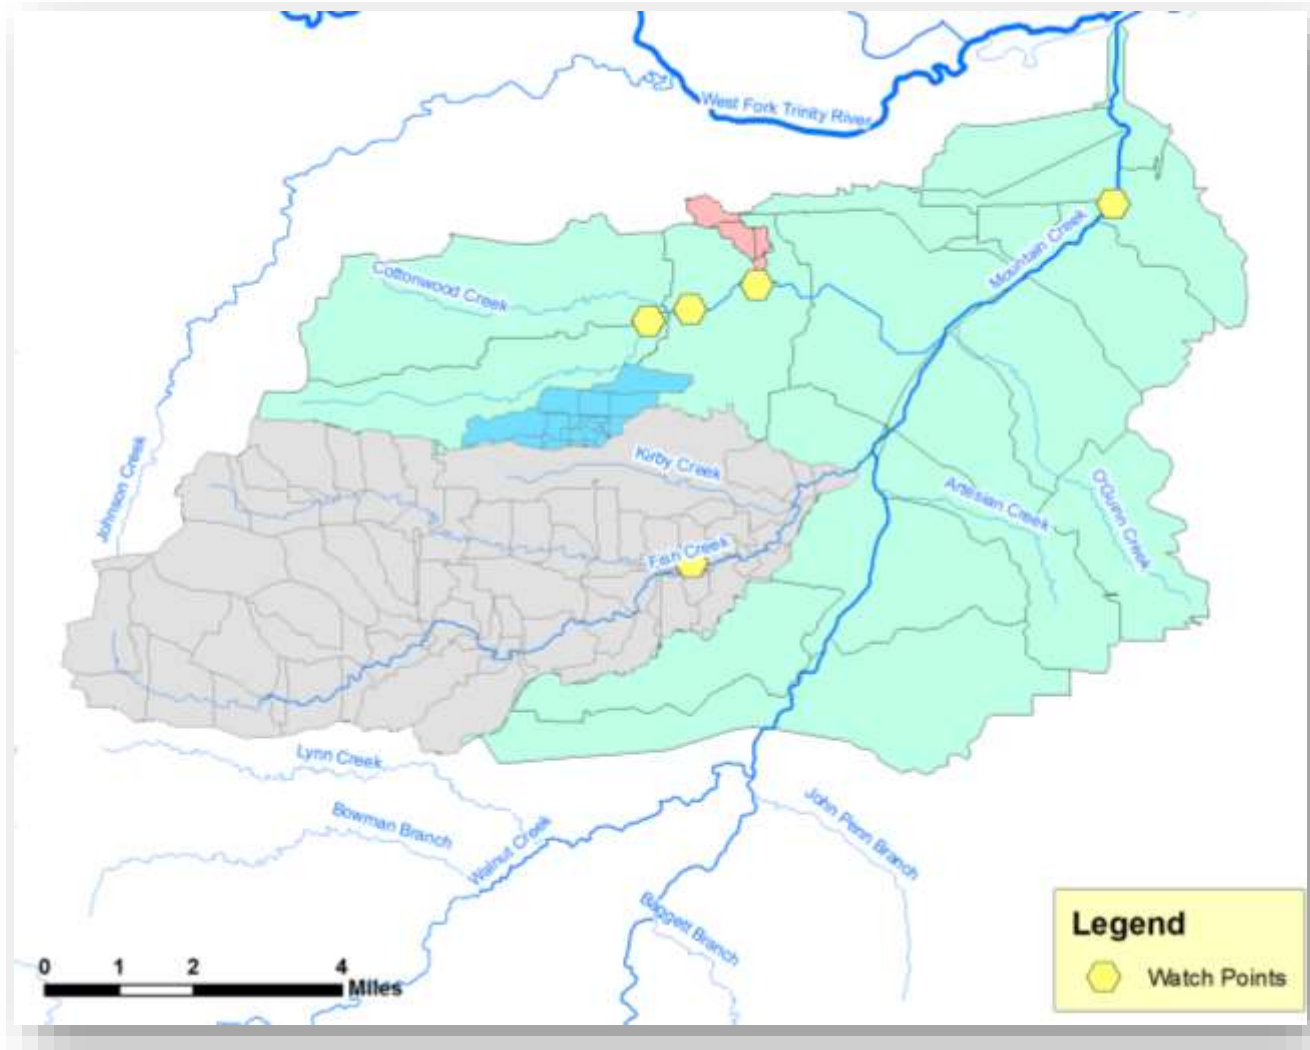 West Fork Trinity River
Mountain Creek
Cottonwood Creek
Johnson Creek
Kirby Creek
Artesian Creek
O'Guinn Creek
Fish Creek
Lynn Creek
Bowman Branch
Walnut Creek
John Penn Branch
Baggett Branch
Legend
Watch Points
0 1 2 4
Miles